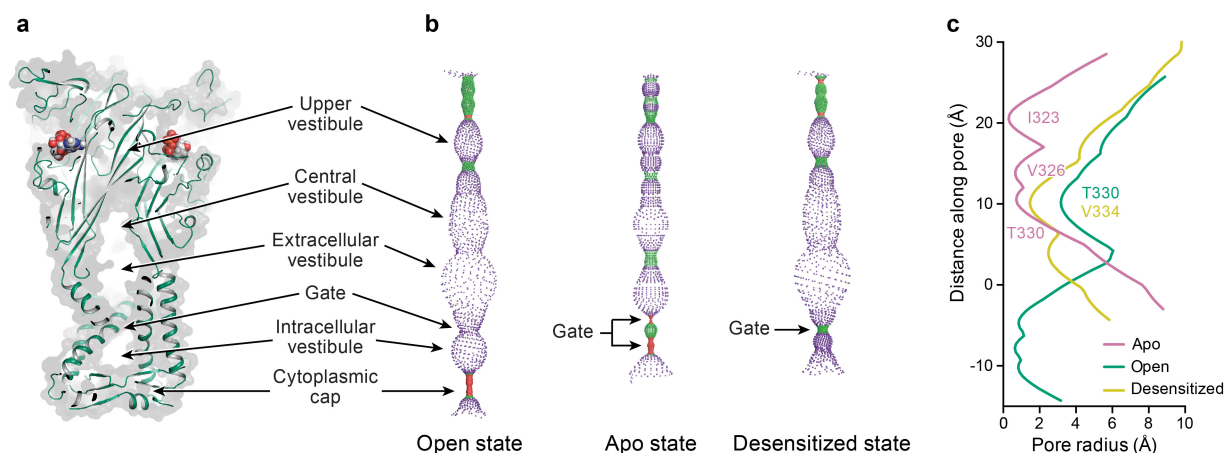 a
b
c
Upper
vestibule
Central
vestibule
Extracellular
vestibule
Gate
Intracellular
vestibule
Cytoplasmic
cap
Open state
Gate
Apo state
Gate
Desensitized state
30
20
10
0
-10
Distance along pore (Å)
I323
V326
T330
V334
T330
Apo
Open
Desensitized
0 2 4 6 8 10
Pore radius (Å)